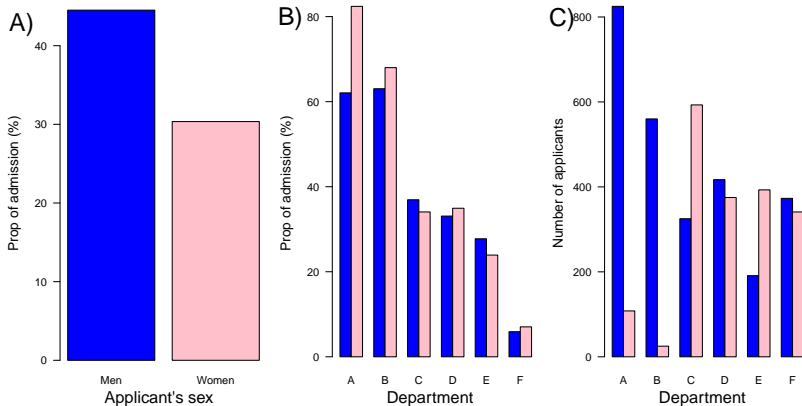 A)
Prop of admission (%)
0
10
20
30
40
Men
Women
Applicant's sex
B)
Prop of admission (%)
0
20
40
60
80
A
B
C
D
E
F
Department
C)
Number of applicants
0
200
400
600
800
A
B
C
D
E
F
Department